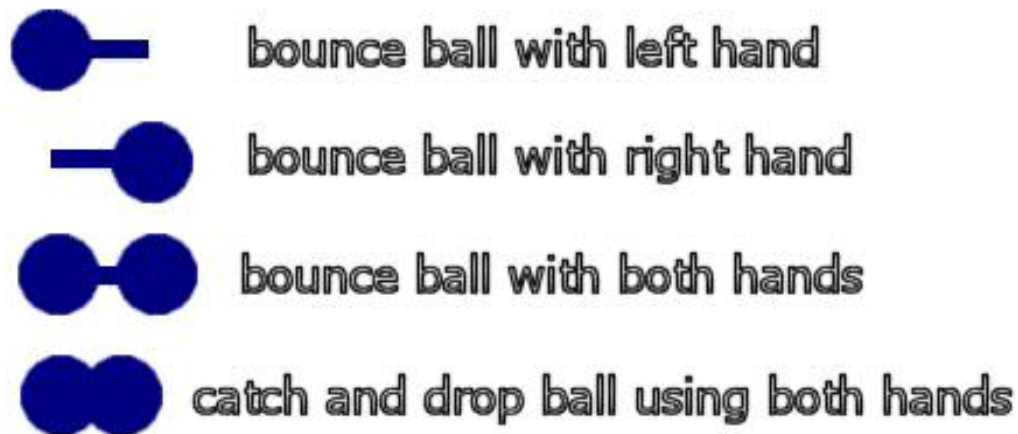 bounce ball with left hand
bounce ball with right hand
bounce ball with both hands
catch and drop ball using both hands